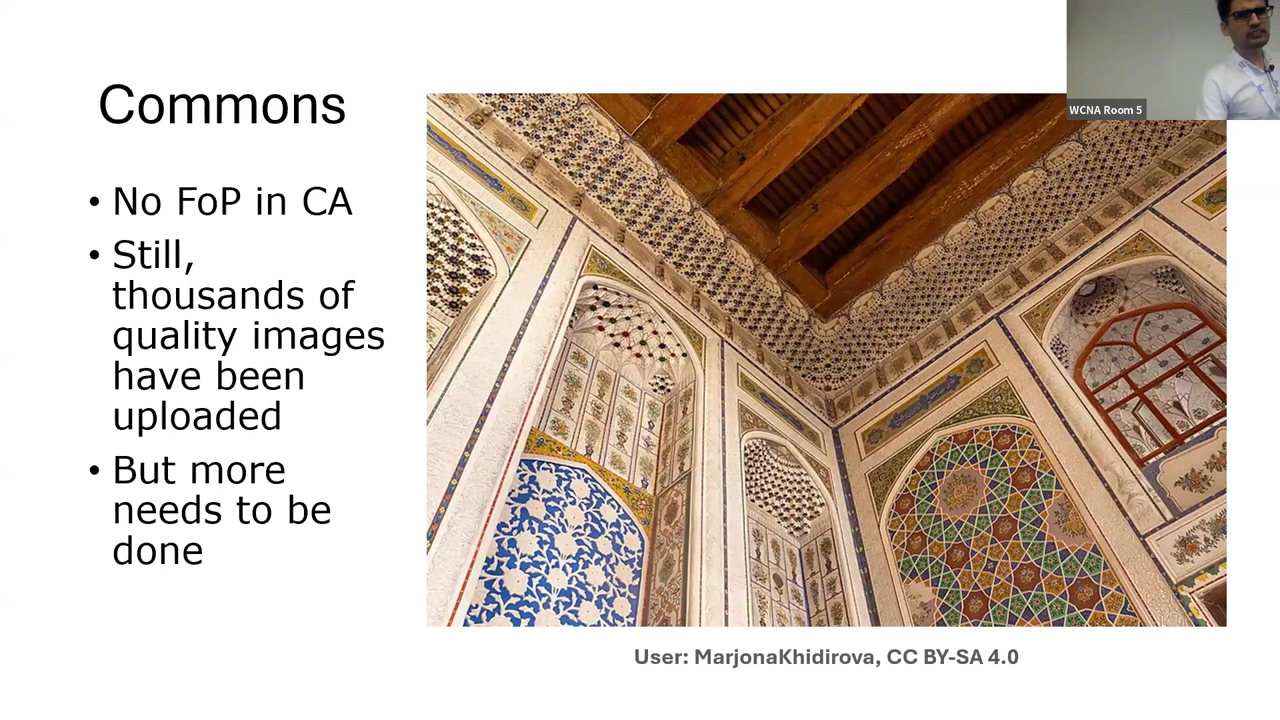 Commons
• No FoP in CA
• Still,
thousands of
quality images
have been
uploaded
• But more
needs to be
done
WCNA Room 5
User: MarjonaKhidirova, CC BY-SA 4.0